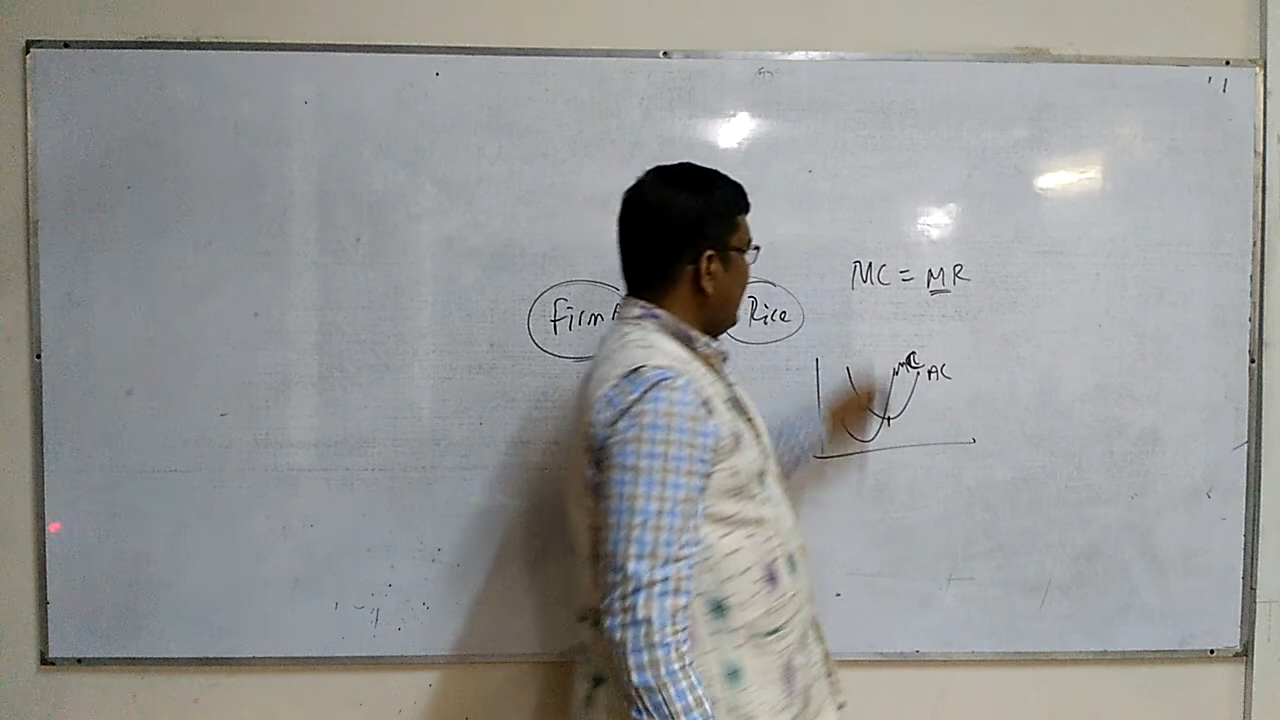 MC = MR
Firm
Rice
MC
AC